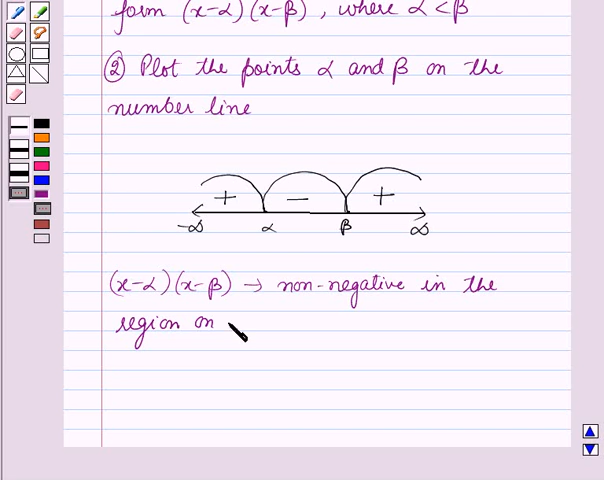 form (x-α)(x-β), where α<β
② Plot the points α and β on the
number line
+ - +
-∞ α β ∞
(x-α)(x-β) → non-negative in the
region on